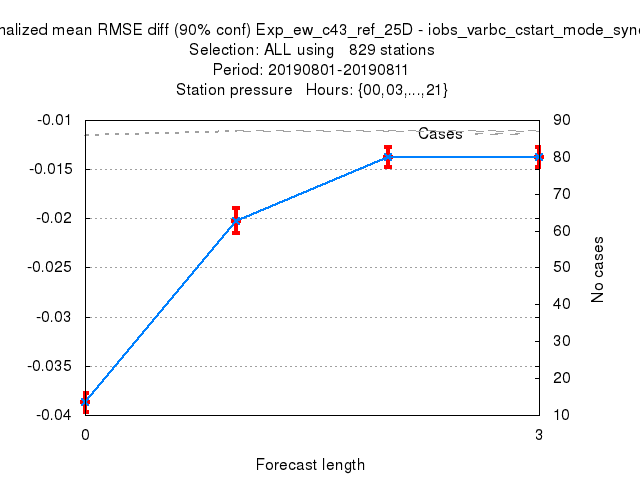 nalized mean RMSE diff (90% conf) Exp_ew_c43_ref_25D - iobs_varbc_cstart_mode_sync
Selection: ALL using 829 stations
Period: 20190801-20190811
Station pressure Hours: {00,03,...,21}
-0.01
-0.015
-0.02
-0.025
-0.03
-0.035
-0.04
Cases
90
80
70
60
50
40
30
20
10
No cases
0
3
Forecast length